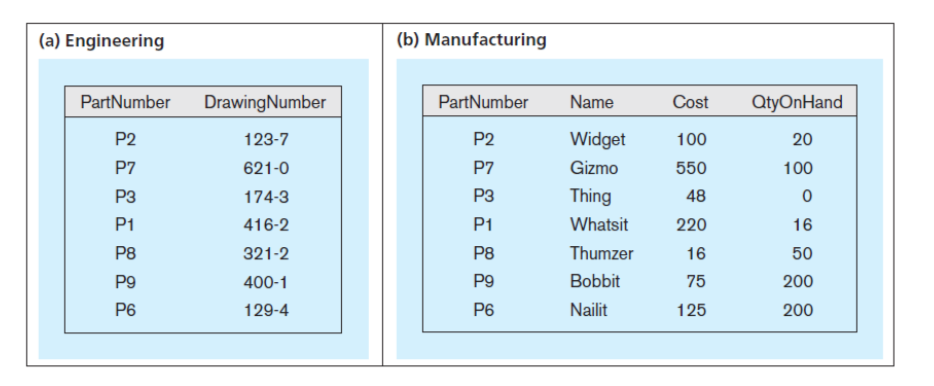 (a) Engineering
PartNumber DrawingNumber
P2 123-7
P7 621-0
P3 174-3
P1 416-2
P8 321-2
P9 400-1
P6 129-4
(b) Manufacturing
PartNumber Name Cost QtyOnHand
P2 Widget 100 20
P7 Gizmo 550 100
P3 Thing 48 0
P1 Whatsit 220 16
P8 Thumzer 16 50
P9 Bobbit 75 200
P6 Nailit 125 200